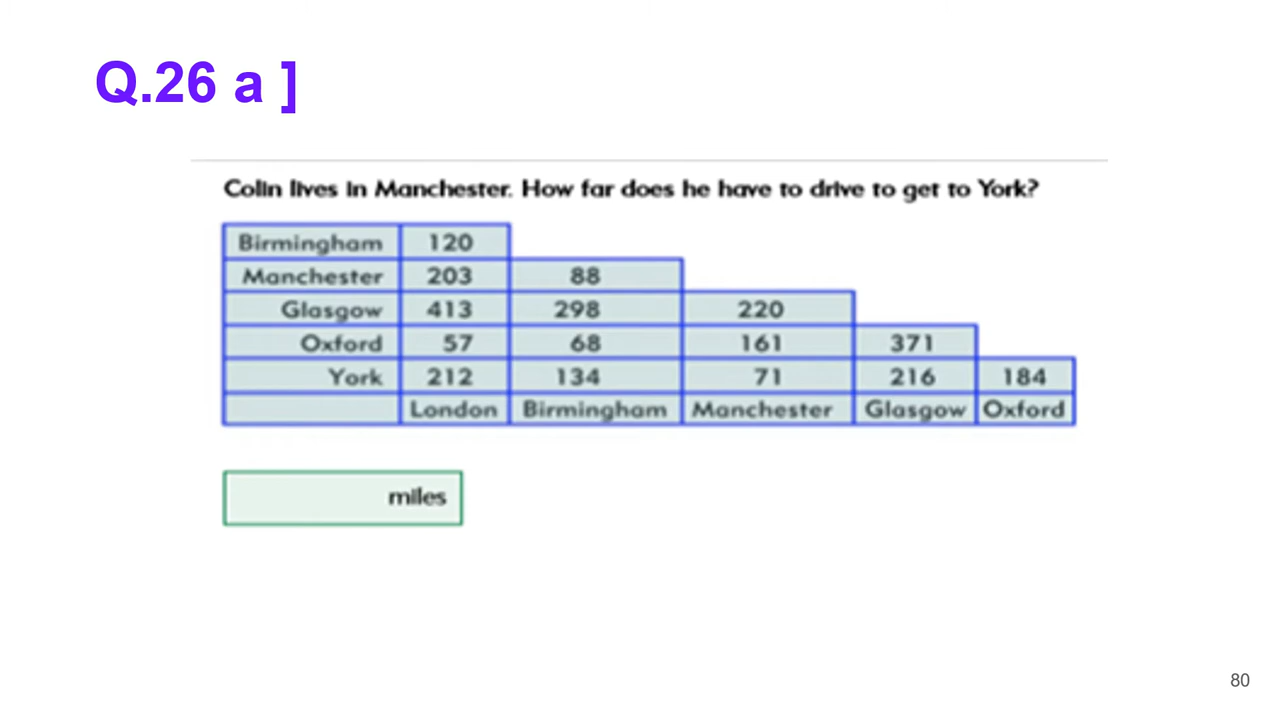 Q.26 a ]
Colin lives in Manchester. How far does he have to drive to get to York?
Birmingham 120
Manchester 203 88
Glasgow 413 298 220
Oxford 57 68 161 371
York 212 134 71 216 184
London Birmingham Manchester Glasgow Oxford
miles
80